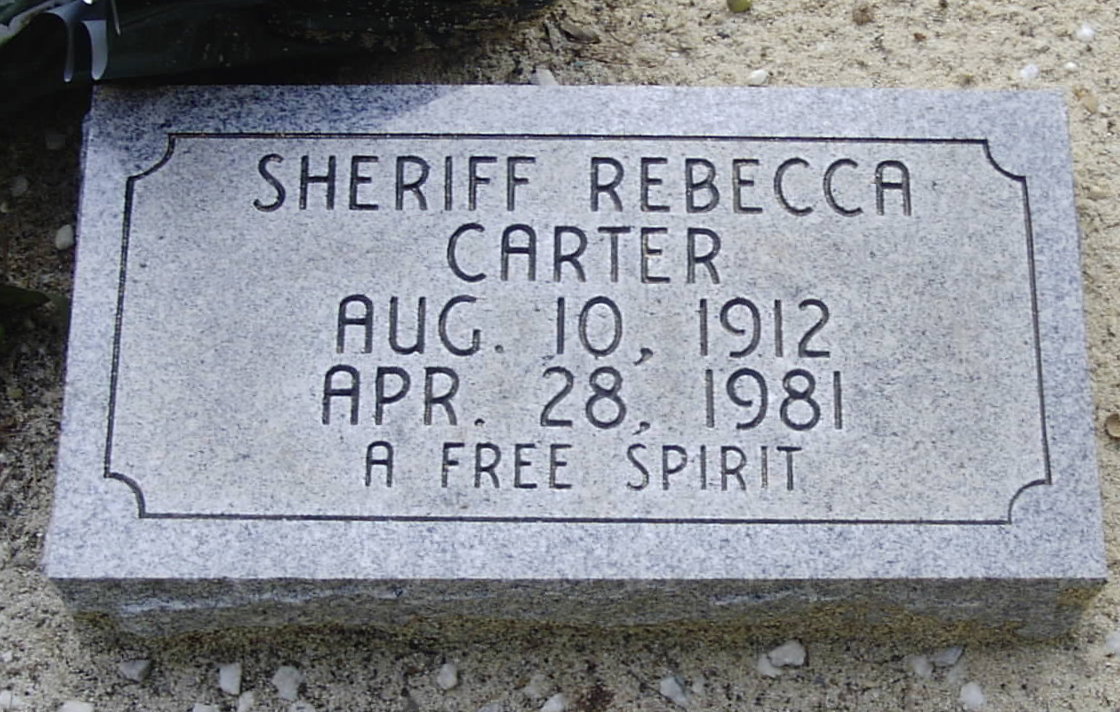 SHERIFF REBECCA
CARTER
AUG. 10, 1912
APR. 28, 1981
A FREE SPIRIT